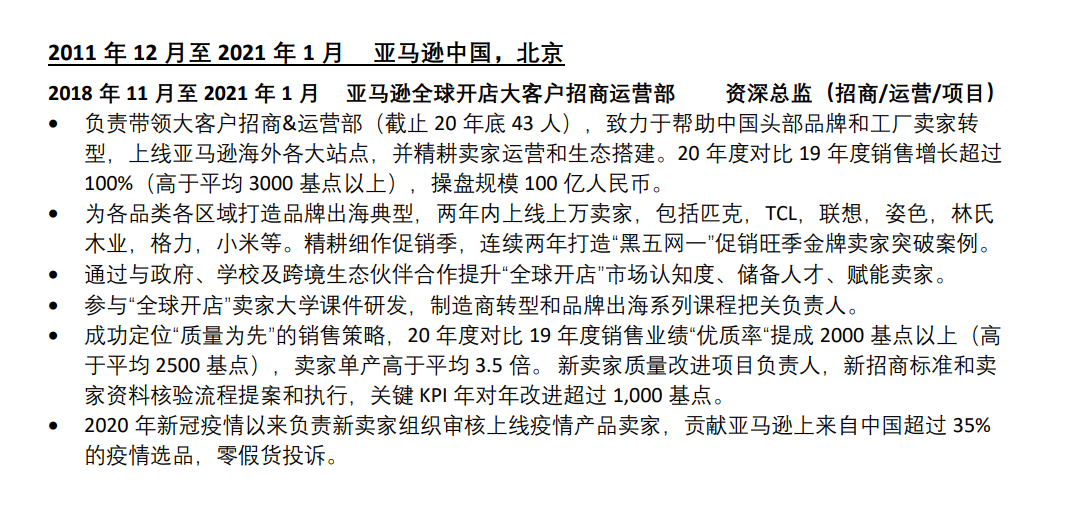 2011 年 12 月至 2021 年 1 月 亚马逊中国，北京
2018 年 11 月至 2021 年 1 月 亚马逊全球开店大客户招商运营部 资深总监（招商/运营/项目）
• 负责带领大客户招商&运营部（截止 20 年底 43 人），致力于帮助中国头部品牌和工厂卖家转
型，上线亚马逊海外各大站点，并精耕卖家运营和生态搭建。20 年度对比 19 年度销售增长超过
100%（高于平均 3000 基点以上），操盘规模 100 亿人民币。
• 为各品类各区域打造品牌出海典型，两年内上线上万卖家，包括匹克，TCL，联想，姿色，林氏
木业，格力，小米等。精耕细作促销季，连续两年打造“黑五网一”促销旺季金牌卖家突破案例。
• 通过与政府、学校及跨境生态伙伴合作提升“全球开店”市场认知度、储备人才、赋能卖家。
• 参与“全球开店”卖家大学课件研发，制造商转型和品牌出海系列课程把关负责人。
• 成功定位“质量为先”的销售策略，20 年度对比 19 年度销售业绩“优质率“提成 2000 基点以上（高
于平均 2500 基点），卖家单产高于平均 3.5 倍。 新卖家质量改进项目负责人，新招商标准和卖
家资料核验流程提案和执行，关键 KPI 年对年改进超过 1,000 基点。
• 2020 年新冠疫情以来负责新卖家组织审核上线疫情产品卖家，贡献亚马逊上来自中国超过 35%
的疫情选品，零假货投诉。